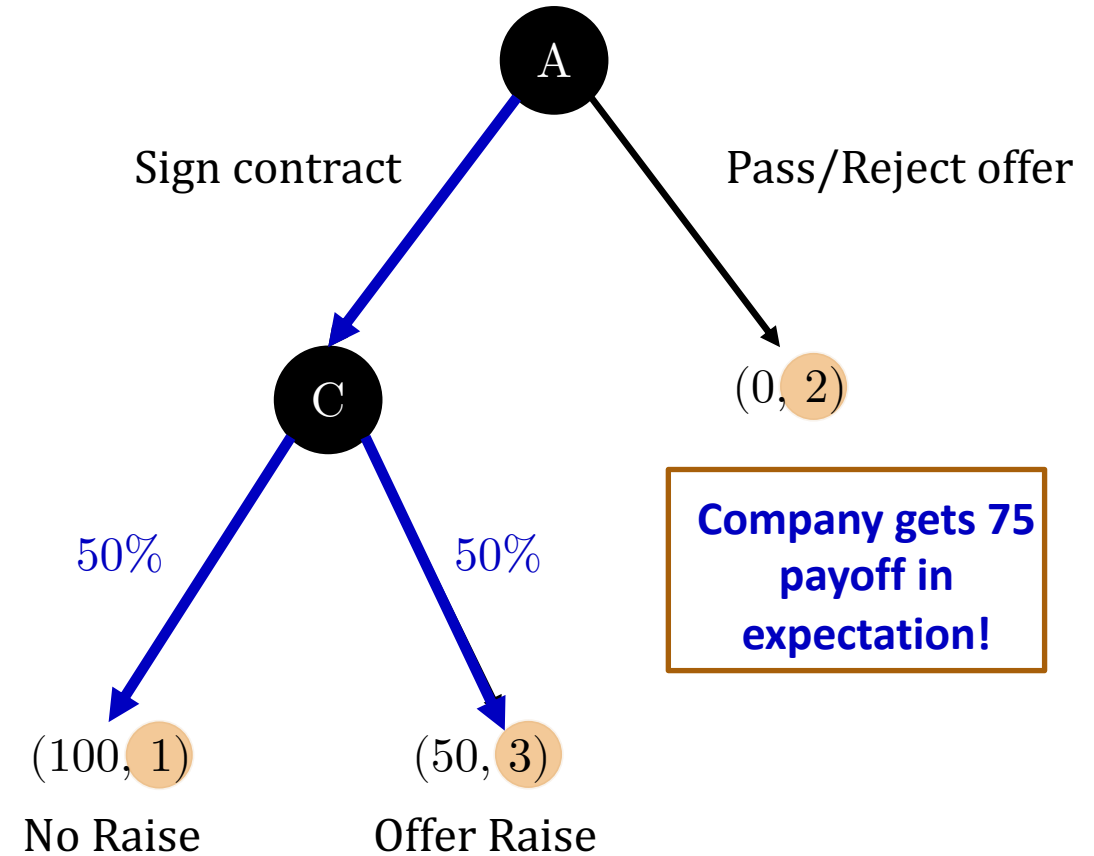 A
Sign contract
Pass/Reject offer
C
(0, 2)
50%
50%
Company gets 75
payoff in
expectation!
(100, 1)
(50, 3)
No Raise
Offer Raise